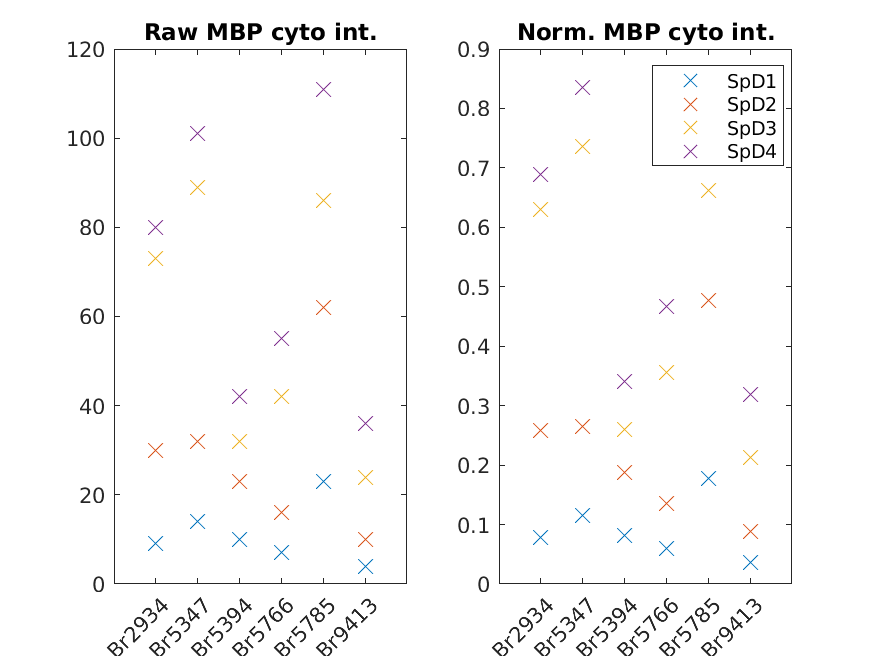 Raw MBP cyto int.
120
100
80
60
40
20
0
Br2934
Br5347
Br5394
Br5766
Br5785
Br9413
Norm. MBP cyto int.
0.9
0.8
0.7
0.6
0.5
0.4
0.3
0.2
0.1
0
SpD1
SpD2
SpD3
SpD4
Br2934
Br5347
Br5394
Br5766
Br5785
Br9413